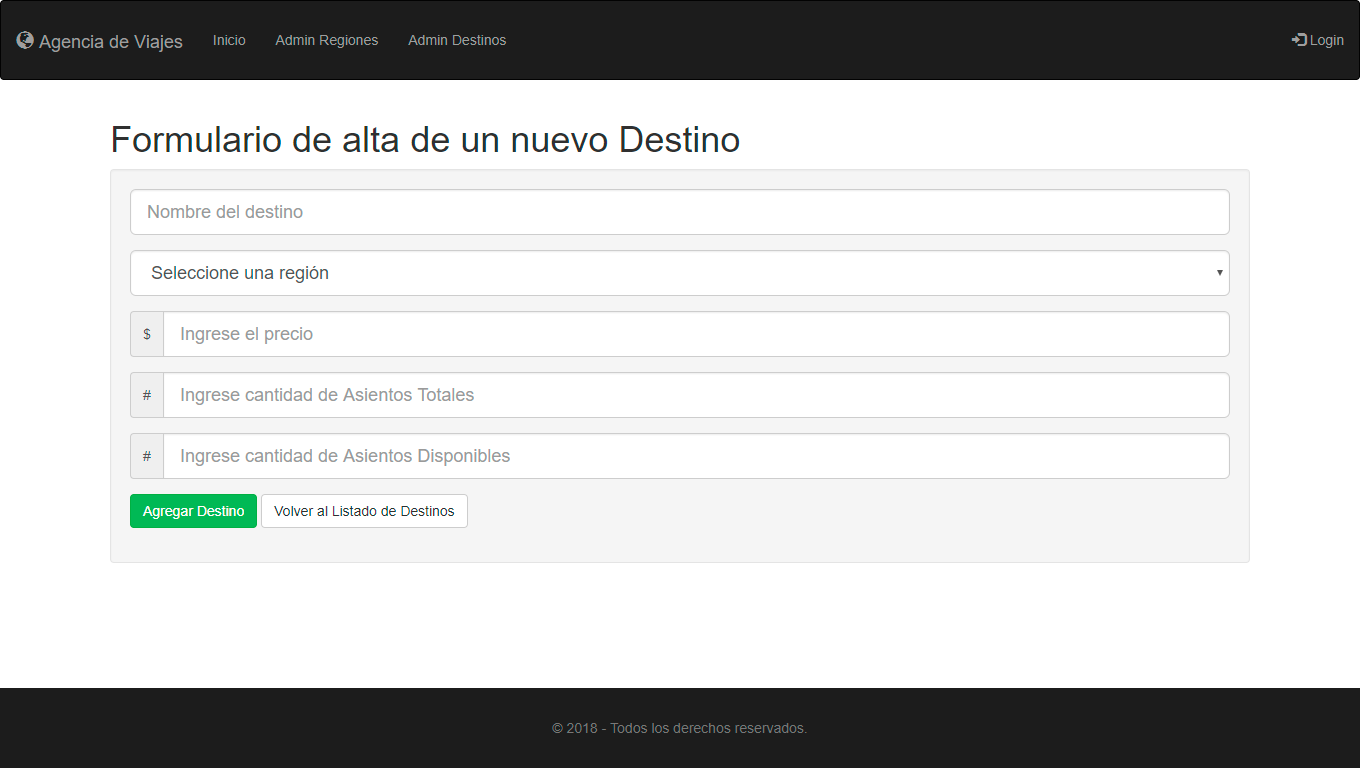 Agencia de Viajes Inicio Admin Regiones Admin Destinos Login
Formulario de alta de un nuevo Destino
Nombre del destino
Seleccione una región
$ Ingrese el precio
# Ingrese cantidad de Asientos Totales
# Ingrese cantidad de Asientos Disponibles
Agregar Destino Volver al Listado de Destinos
© 2018 - Todos los derechos reservados.